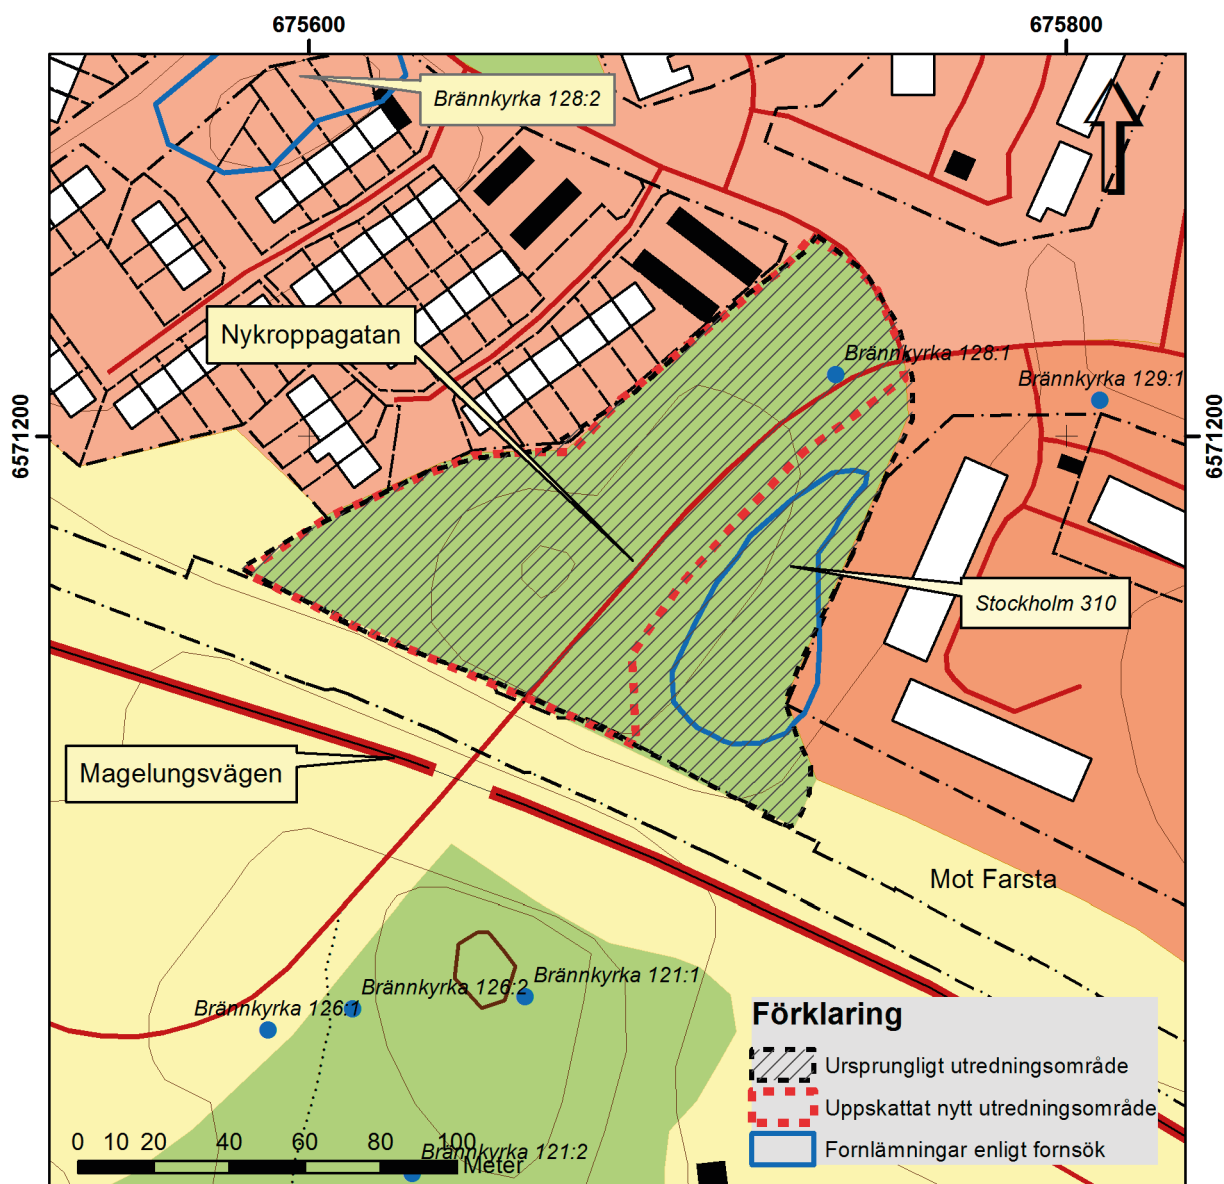 675600
675800
Brännkyrka 128:2
Nykroppagatan
Brännkyrka 128:1
Brännkyrka 129:1
6571200
6571200
Stockholm 310
Magelungsvägen
Mot Farsta
Brännkyrka 121:1
Brännkyrka 126:2
Brännkyrka 126:1
Förklaring
Ursprungligt utredningsområde
Uppskattat nytt utredningsområde
Fornlämningar enligt fornsök
0 10 20 40 60 80 100
Meter
Brännkyrka 121:2